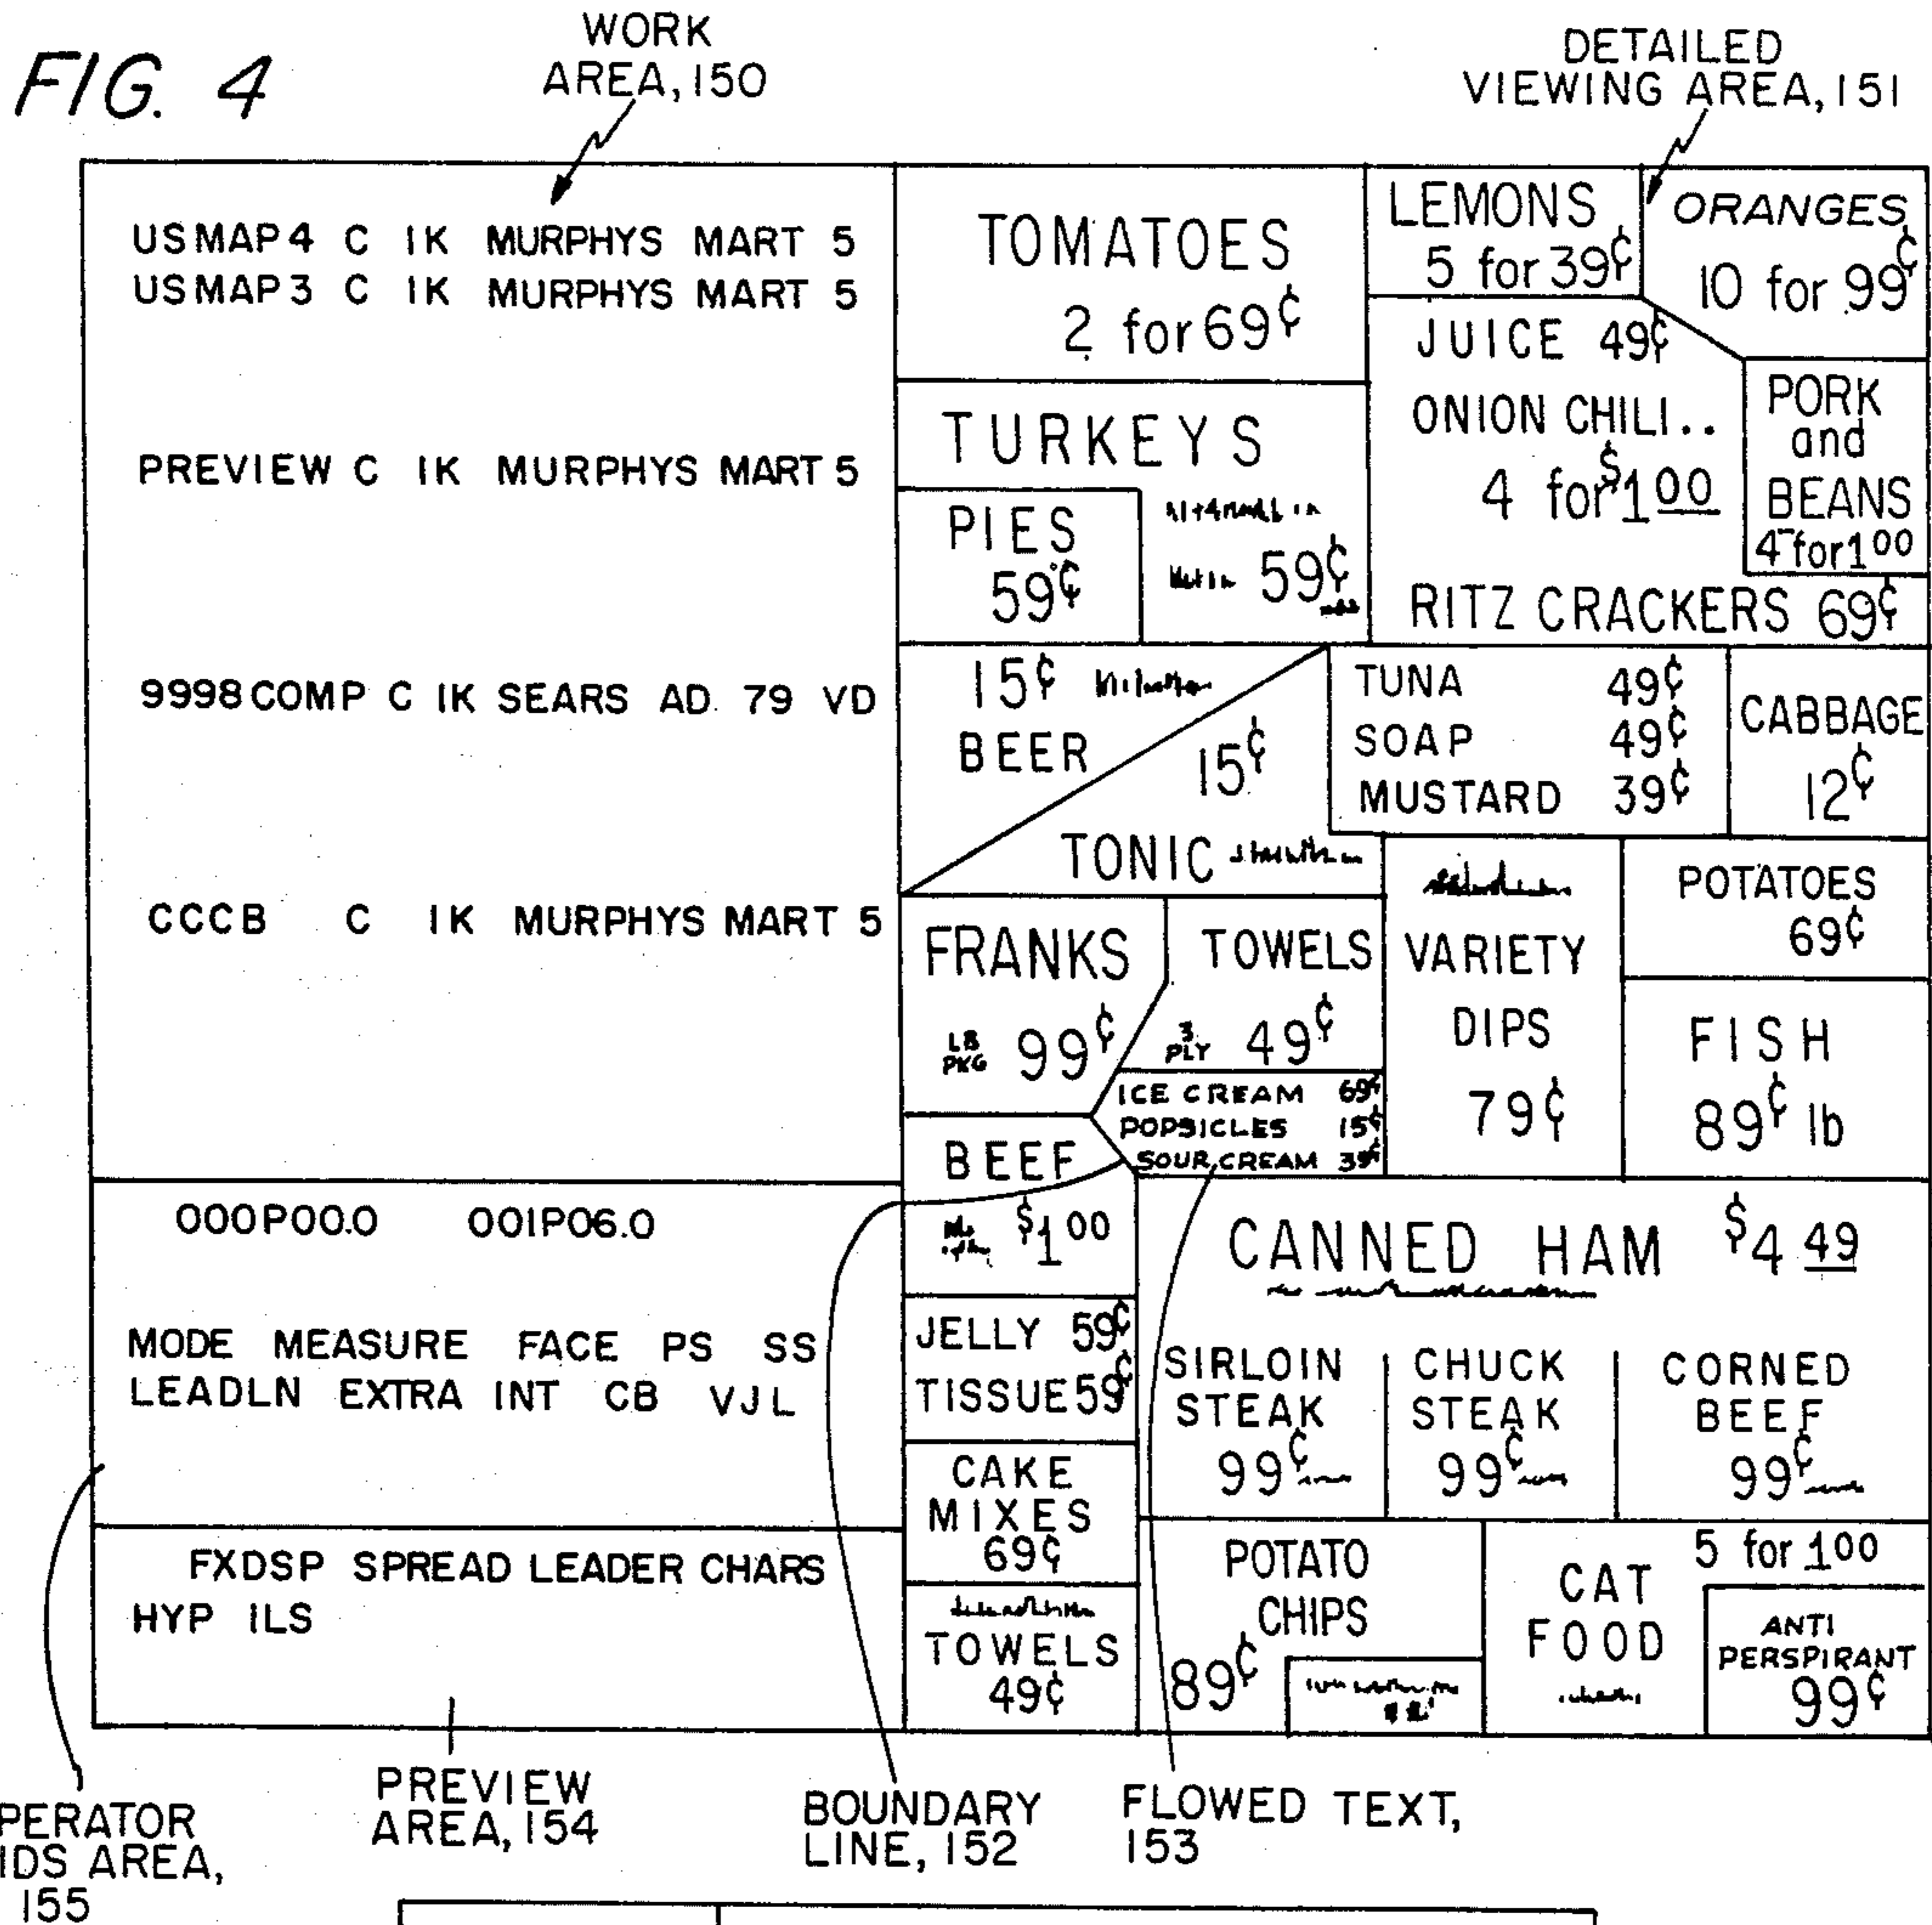 FIG. 4
WORK
AREA, 150
DETAILED
VIEWING AREA, 151
USMAP4 C 1K MURPHYS MART 5
USMAP3 C 1K MURPHYS MART 5
PREVIEW C 1K MURPHYS MART 5
9998COMP C 1K SEARS AD. 79 VD
CCCB C 1K MURPHYS MART 5
000P00.0 001P06.0
MODE MEASURE FACE PS SS
LEADLN EXTRA INT CB VJL
FXDSP SPREAD LEADER CHARS
HYP ILS
TOMATOES
2 for 69¢
LEMONS
5 for 39¢
ORANGES
10 for 99¢
JUICE 49¢
ONION CHILI..
4 for $1 00
PORK
and
BEANS
4 for 1 00
RITZ CRACKERS 69¢
TURKEYS
59¢
PIES
59¢
15¢
BEER
15¢
TONIC
TUNA 49¢
SOAP 49¢
MUSTARD 39¢
CABBAGE
12¢
FRANKS
LB
PKG 99¢
TOWELS
3
PLY 49¢
ICE CREAM 69¢
POPSICLES 15¢
SOUR CREAM 39¢
VARIETY
DIPS
79¢
POTATOES
69¢
FISH
89¢ lb
BEEF
$1 00
JELLY 59¢
TISSUE 59¢
CAKE
MIXES
69¢
TOWELS
49¢
CANNED HAM $4 49
SIRLOIN
STEAK
99¢
CHUCK
STEAK
99¢
CORNED
BEEF
99¢
POTATO
CHIPS
89¢
CAT
FOOD
5 for 1 00
ANTI
PERSPIRANT
99¢
PERATOR
IDS AREA,
155
PREVIEW
AREA, 154
BOUNDARY
LINE, 152
FLOWED TEXT,
153